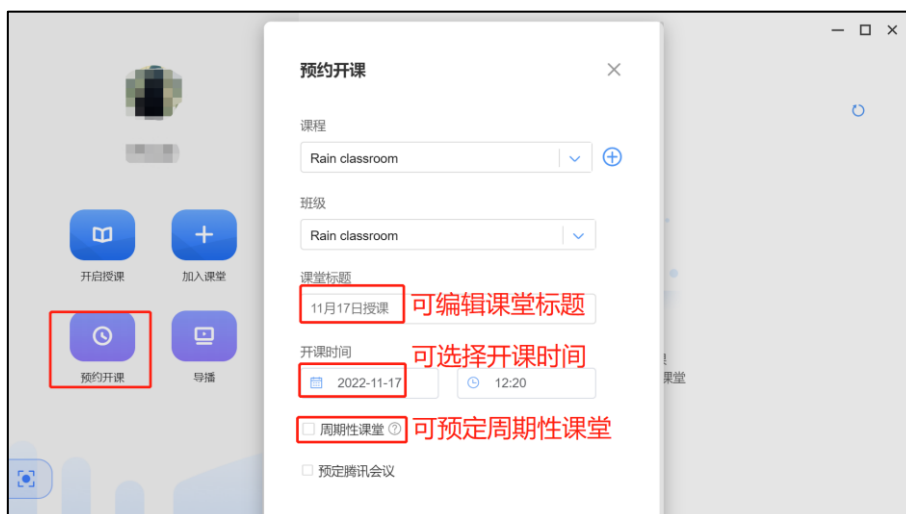 预约开课
课程
Rain classroom
班级
Rain classroom
开启授课
加入课堂
课堂标题
11月17日授课
可编辑课堂标题
开课时间
可选择开课时间
预约开课
导播
2022-11-17
12:20
课堂
周期性课堂
可预定周期性课堂
预定腾讯会议